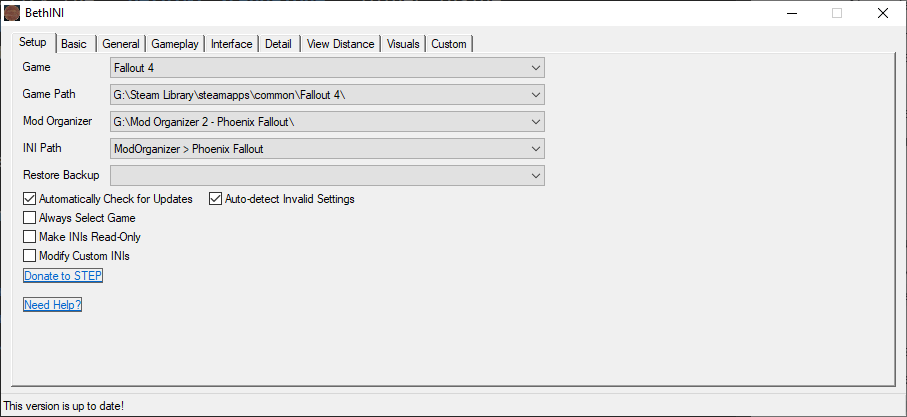 BethINI
Setup Basic General Gameplay Interface Detail View Distance Visuals Custom
Game Fallout 4
Game Path G:\Steam Library\steamapps\common\Fallout 4\
Mod Organizer G:\Mod Organizer 2 - Phoenix Fallout\
INI Path ModOrganizer > Phoenix Fallout
Restore Backup
Automatically Check for Updates Auto-detect Invalid Settings
Always Select Game
Make INIs Read-Only
Modify Custom INIs
Donate to STEP
Need Help?
This version is up to date!